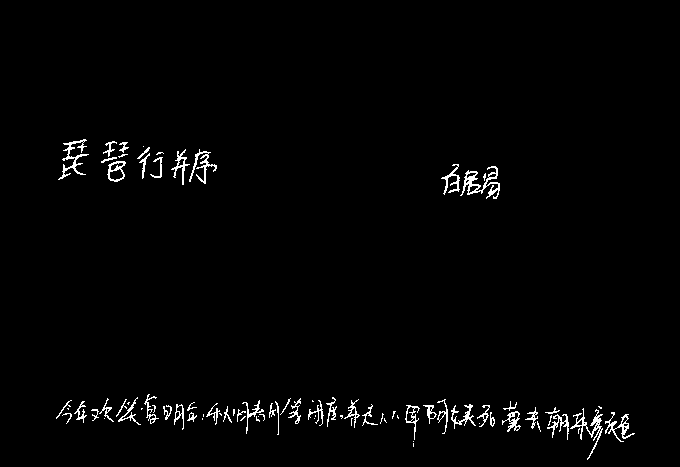 琵琶行并序 白居易
今年欢笑复明年，秋月春风等闲度。弟走从军阿姨死暮去朝来颜色